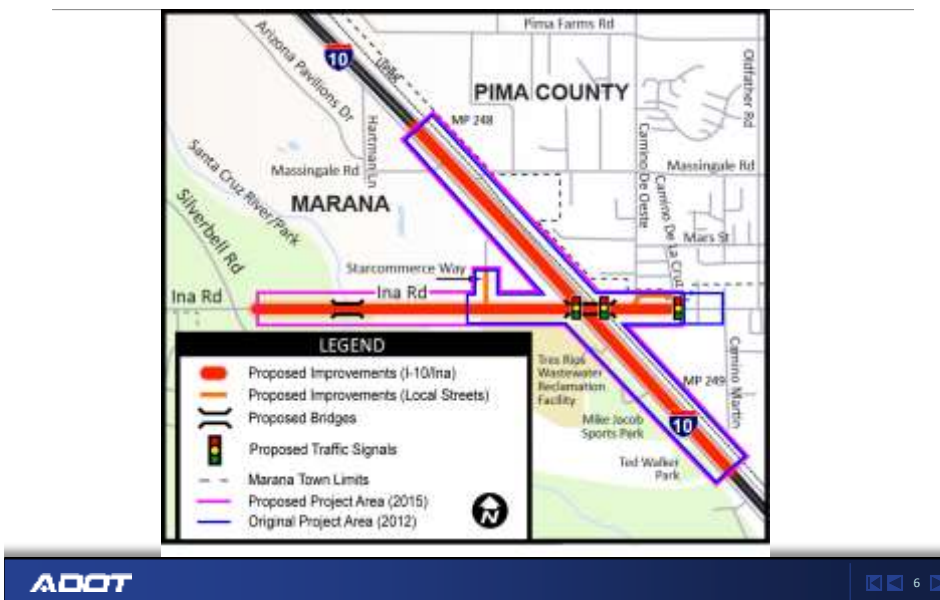 Pima Farms Rd
Arizona Pavilions Dr
10
UPRR
Oldfather Rd
PIMA COUNTY
MP 248
Hartman Ln
Camino De Oeste
Massingale Rd
Massingale Rd
Santa Cruz River/Park
Camino De La Cruz
MARANA
Silverbell Rd
Mars St
Starcommerce Way
Ina Rd
Ina Rd
LEGEND
Proposed Improvements (I-10/Ina)
Proposed Improvements (Local Streets)
Proposed Bridges
Proposed Traffic Signals
Marana Town Limits
Proposed Project Area (2015)
Original Project Area (2012)
N
Tres Rios
Wastewater
Reclamation
Facility
MP 249
Camino Martin
Mike Jacob
Sports Park
10
Ted Walker
Park
ADOT
6